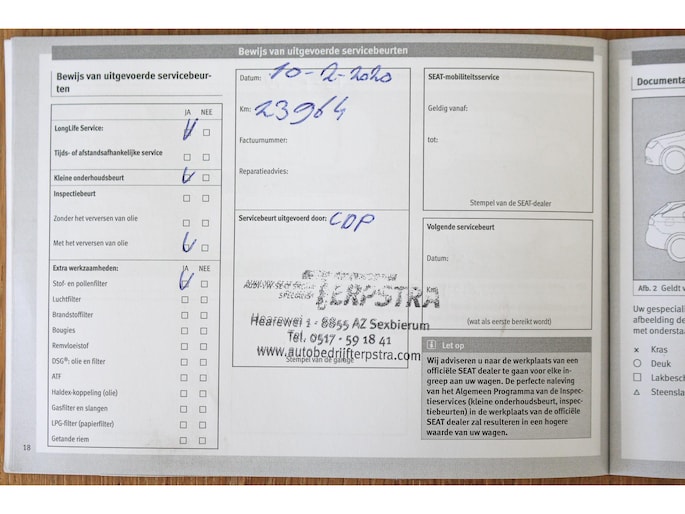 Bewijs van uitgevoerde servicebeurten
Bewijs van uitgevoerde servicebeur-
ten
JA NEE
LongLife Service:
Tijds- of afstandsafhankelijke service
Kleine onderhoudsbeurt
Inspectiebeurt
Zonder het verversen van olie
Met het verversen van olie
Extra werkzaamheden: JA NEE
Stof- en pollenfilter
Luchtfilter
Brandstoffilter
Bougies
Remvloeistof
DSG®: olie en filter
ATF
Haldex-koppeling (olie)
Gasfilter en slangen
LPG-filter (papierfilter)
Getande riem
18
Datum: 10-2-2020
Km: 23964
Factuurnummer:
Reparatieadvies:
Servicebeurt uitgevoerd door: CDP
TERPSTRA
Hearewei 1 - 8855 AZ Sexbierum
Tel. 0517 - 59 18 41
www.autobedrijfterpstra.com
Stempel van de garage
SEAT-mobiliteitsservice
Geldig vanaf:
tot:
Stempel van de SEAT-dealer
Volgende servicebeurt
Datum:
Km:
(wat als eerste bereikt wordt)
Let op
Wij adviseren u naar de werkplaats van een
officiële SEAT dealer te gaan voor elke in-
greep aan uw wagen. De perfecte naleving
van het Algemeen Programma van de Inspec-
tieservices (kleine onderhoudsbeurt, inspec-
tiebeurten) in de werkplaats van de officiële
SEAT dealer zal resulteren in een hogere
waarde van uw wagen.
Documenta
Afb. 2 Geldt v
Uw gespeciali
afbeelding de
met ondersta
× Kras
Deuk
Lakbesch
Steensla